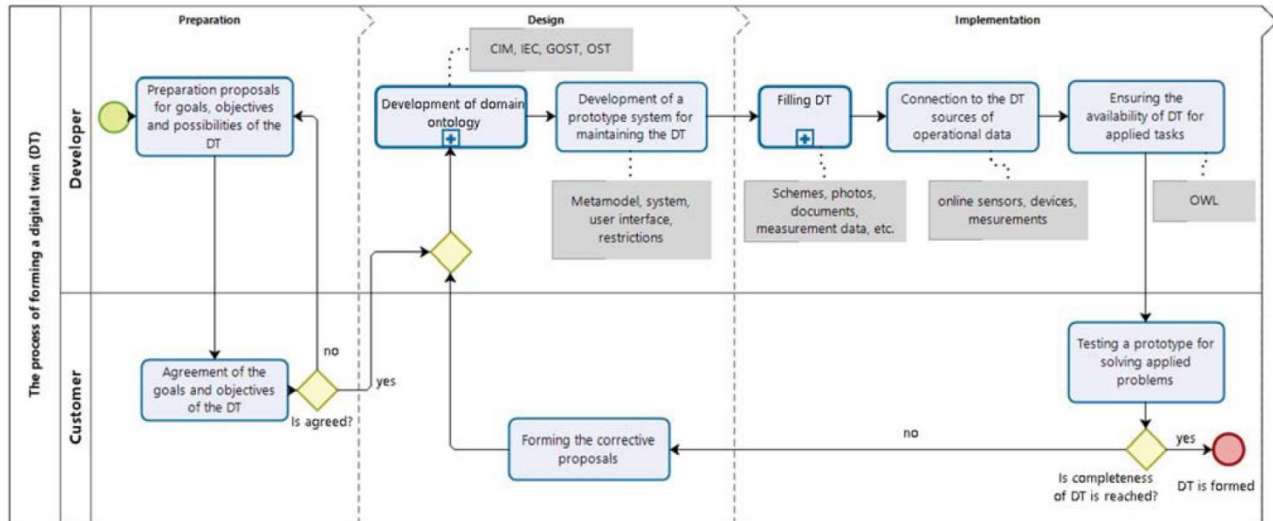 Preparation
Design
Implementation
The process of forming a digital twin (DT)
Developer
Customer
Preparation proposals
for goals, objectives
and possibilities of the
DT
CIM, IEC, GOST, OST
Development of domain
ontology
Development of a
prototype system for
maintaining the DT
Metamodel, system,
user interface,
restrictions
Filling DT
Schemes, photos,
documents,
measurement data, etc.
Connection to the DT
sources of
operational data
online sensors, devices,
mesurements
Ensuring the
availability of DT for
applied tasks
OWL
Agreement of the
goals and objectives
of the DT
no
Is agreed?
yes
Forming the corrective
proposals
no
Testing a prototype for
solving applied
problems
yes
Is completeness
of DT is reached?
DT is formed